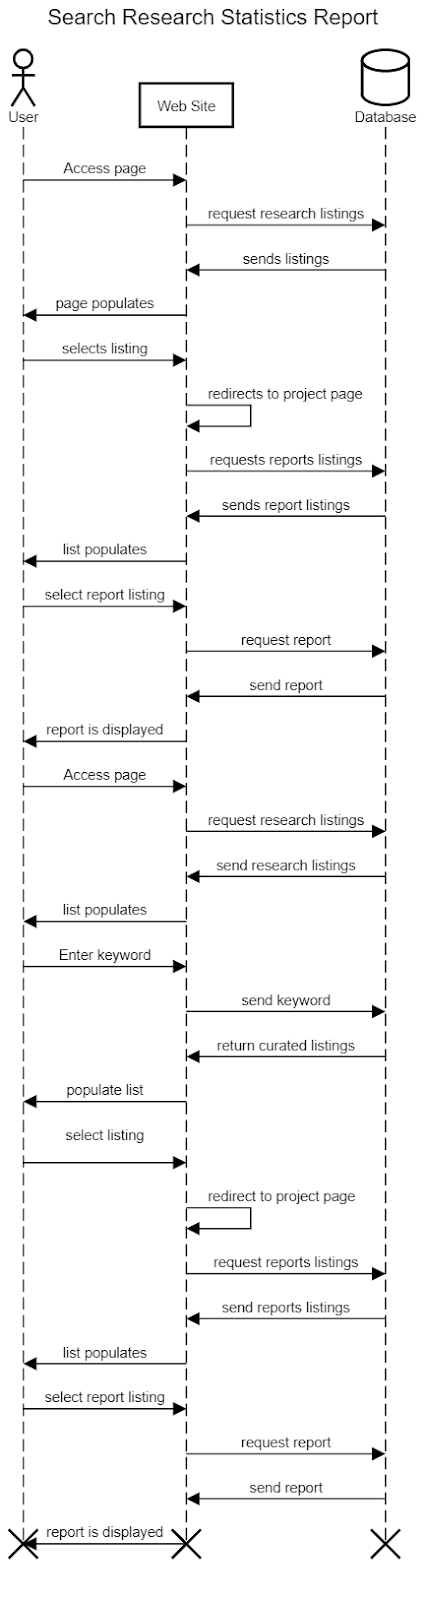 Search Research Statistics Report
User
Web Site
Database
Access page
request research listings
sends listings
page populates
selects listing
redirects to project page
requests reports listings
sends report listings
list populates
select report listing
request report
send report
report is displayed
Access page
request research listings
send research listings
list populates
Enter keyword
send keyword
return curated listings
populate list
select listing
redirect to project page
request reports listings
send reports listings
list populates
select report listing
request report
send report
report is displayed